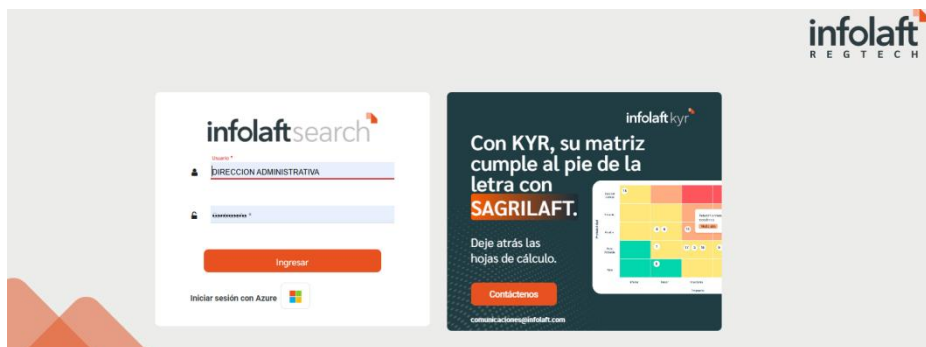 infolaft
REGTECH
infolaftsearch
Usuario *
DIRECCION ADMINISTRATIVA
Ingresar
Iniciar sesión con Azure
infolaft kyr
Con KYR, su matriz
cumple al pie de la
letra con
SAGRILAFT.
Deje atrás las
hojas de cálculo.
Contáctenos
comunicaciones@infolaft.com